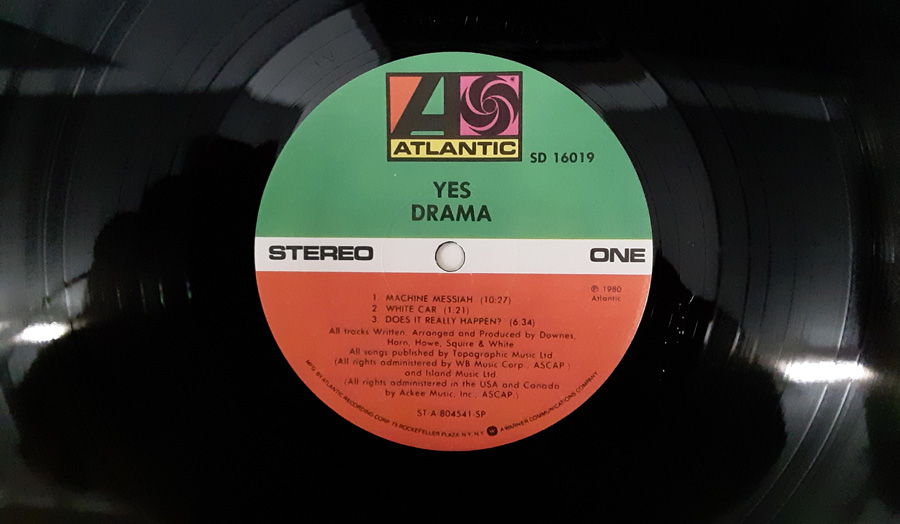 ATLANTIC
SD 16019
YES
DRAMA
STEREO
ONE
℗ 1980
Atlantic
1. MACHINE MESSIAH (10:27)
2. WHITE CAR (1:21)
3. DOES IT REALLY HAPPEN? (6:34)
All tracks Written, Arranged and Produced by Downes,
Horn, Howe, Squire & White
All songs published by Topographic Music Ltd.
(All rights administered by WB Music Corp., ASCAP)
and Island Music Ltd.
(All rights administered in the USA and Canada
by Ackee Music, Inc., ASCAP.)
ST-A-804541-SP
MFG. BY ATLANTIC RECORDING CORP. 75 ROCKEFELLER PLAZA N.Y. N.Y. A WARNER COMMUNICATIONS COMPANY